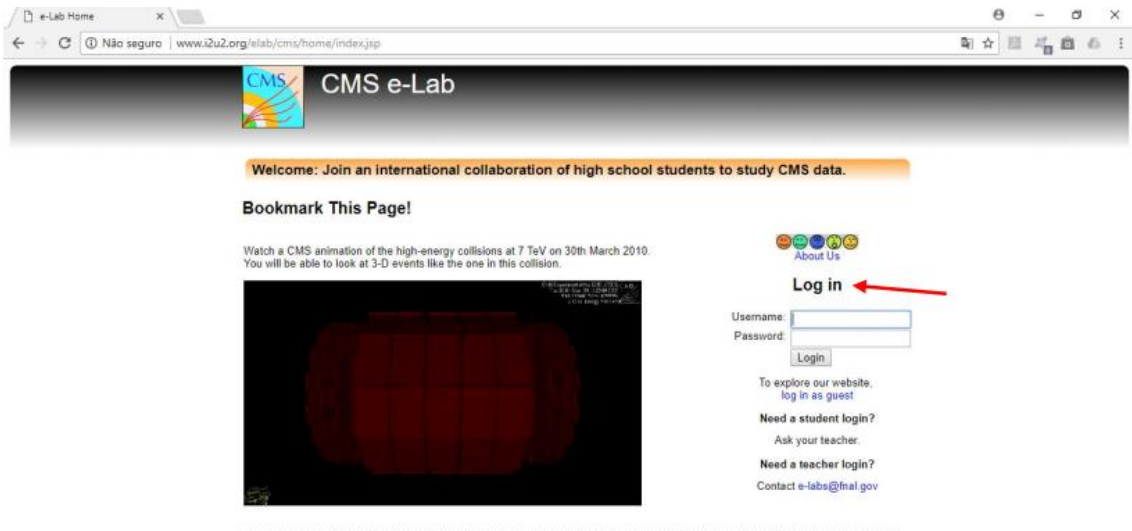 e-Lab Home
Não seguro www.i2u2.org/elab/cms/home/index.jsp
CMS
CMS e-Lab
Welcome: Join an international collaboration of high school students to study CMS data.
Bookmark This Page!
Watch a CMS animation of the high-energy collisions at 7 TeV on 30th March 2010.
You will be able to look at 3-D events like the one in this collision.
About Us
Log in
Username:
Password:
Login
To explore our website,
log in as guest
Need a student login?
Ask your teacher.
Need a teacher login?
Contact e-labs@fnal.gov